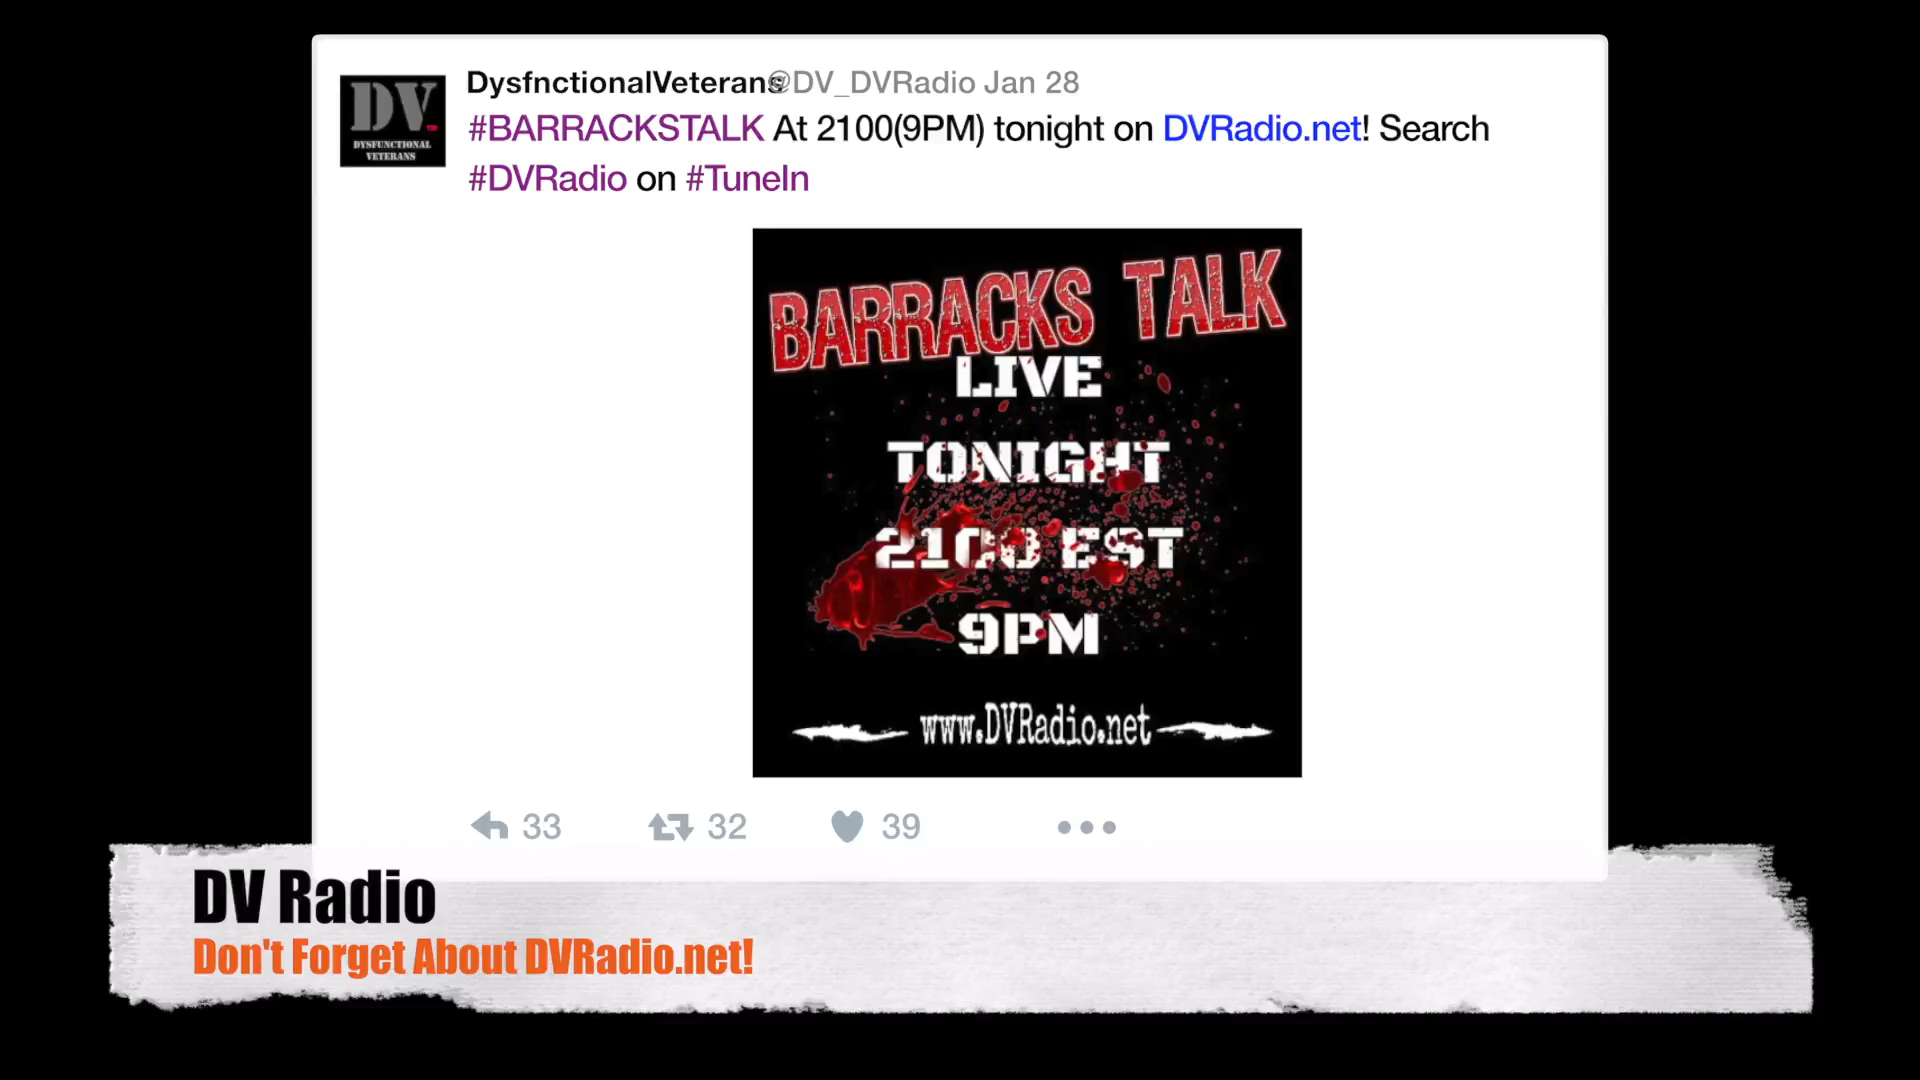 DV
DYSFUNCTIONAL
VETERANS
DysfnctionalVeterans@DV_DVRadio Jan 28
#BARRACKSTALK At 2100(9PM) tonight on DVRadio.net! Search
#DVRadio on #TuneIn
BARRACKS TALK
LIVE
TONIGHT
2100 EST
9PM
www.DVRadio.net
33 32 39
DV Radio
Don't Forget About DVRadio.net!